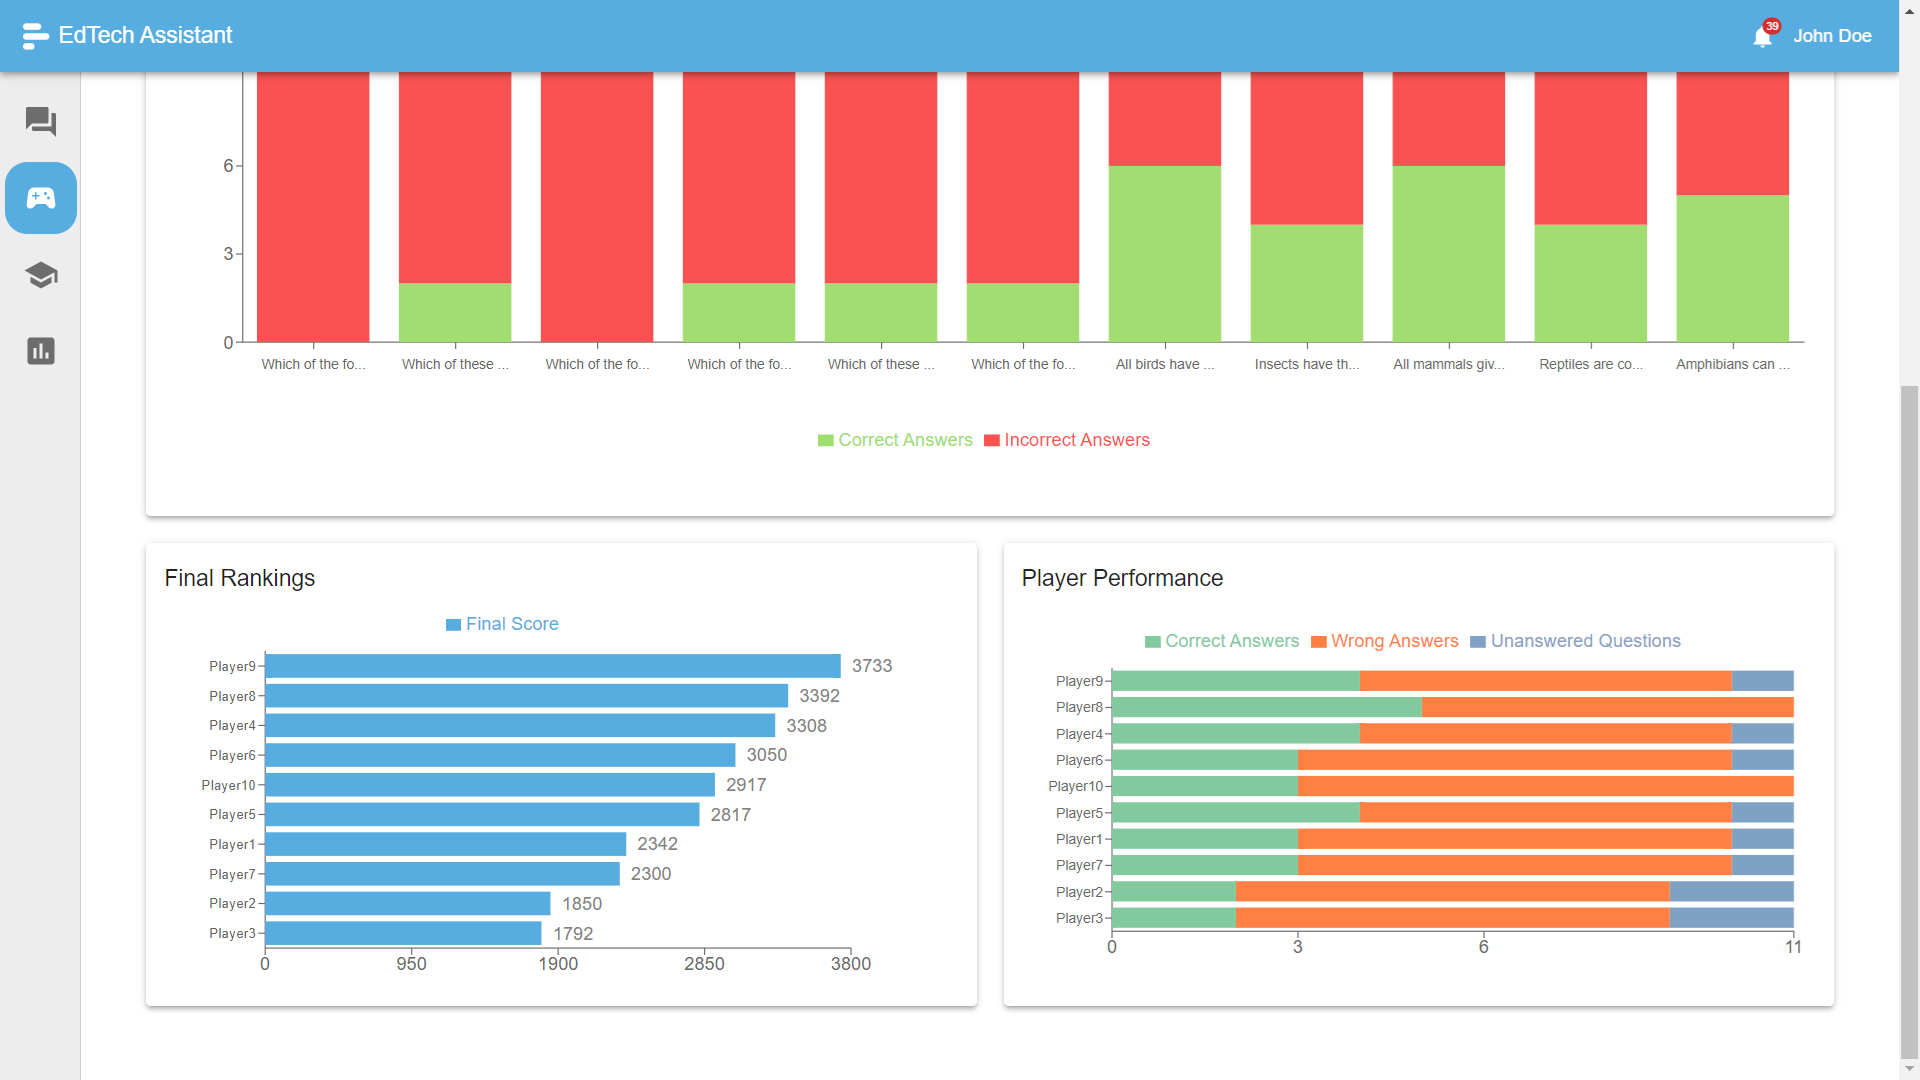 EdTech Assistant
39
John Doe
6
3
0
Which of the fo... Which of these ... Which of the fo... Which of the fo... Which of these ... Which of the fo... All birds have ... Insects have th... All mammals giv... Reptiles are co... Amphibians can ...
Correct Answers Incorrect Answers
Final Rankings
Final Score
Player9 3733
Player8 3392
Player4 3308
Player6 3050
Player10 2917
Player5 2817
Player1 2342
Player7 2300
Player2 1850
Player3 1792
0 950 1900 2850 3800
Player Performance
Correct Answers Wrong Answers Unanswered Questions
Player9
Player8
Player4
Player6
Player10
Player5
Player1
Player7
Player2
Player3
0 3 6 11